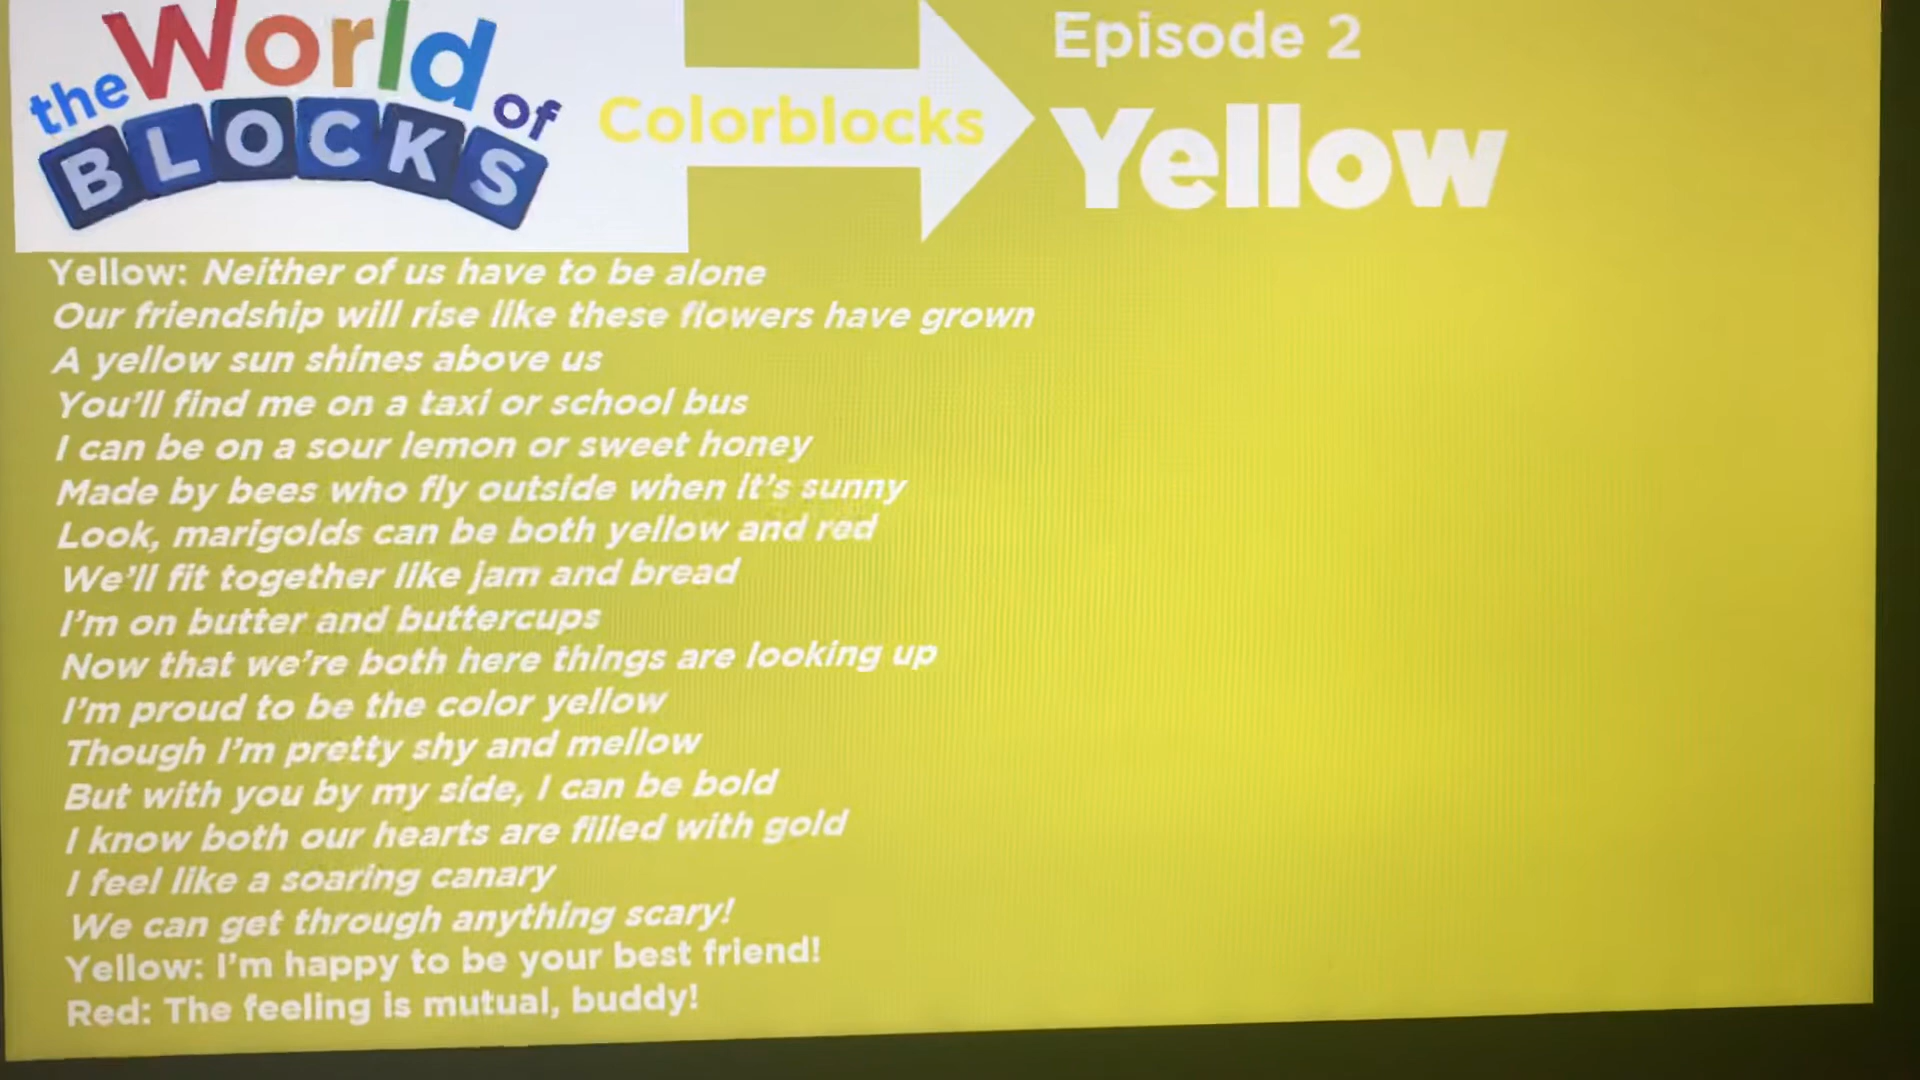 the World of
BLOCKS
Colorblocks
Episode 2
Yellow
Yellow: Neither of us have to be alone
Our friendship will rise like these flowers have grown
A yellow sun shines above us
You'll find me on a taxi or school bus
I can be on a sour lemon or sweet honey
Made by bees who fly outside when it's sunny
Look, marigolds can be both yellow and red
We'll fit together like jam and bread
I'm on butter and buttercups
Now that we're both here things are looking up
I'm proud to be the color yellow
Though I'm pretty shy and mellow
But with you by my side, I can be bold
I know both our hearts are filled with gold
I feel like a soaring canary
We can get through anything scary!
Yellow: I'm happy to be your best friend!
Red: The feeling is mutual, buddy!